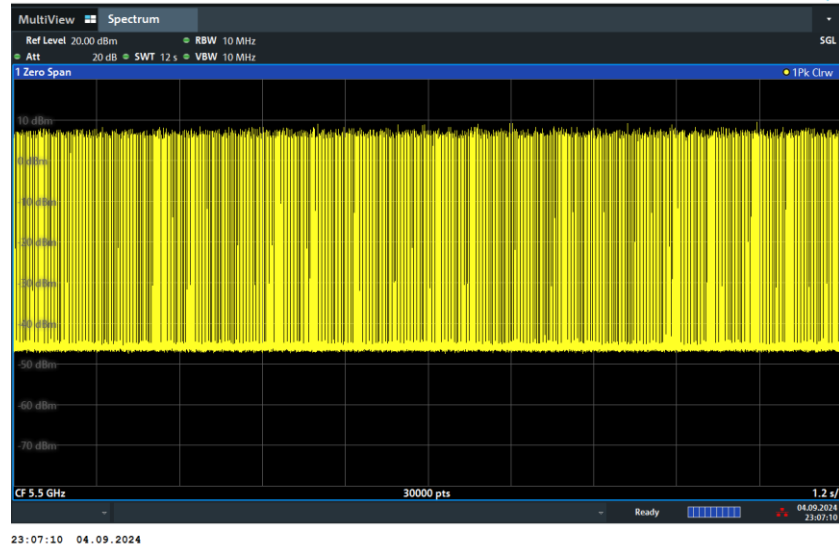 MultiView Spectrum
Ref Level 20.00 dBm RBW 10 MHz SGL
Att 20 dB SWT 12 s VBW 10 MHz
1 Zero Span 1Pk Clrw
10 dBm
0 dBm
-10 dBm
-20 dBm
-30 dBm
-40 dBm
-50 dBm
-60 dBm
-70 dBm
CF 5.5 GHz 30000 pts 1.2 s/
Ready 04.09.2024
23:07:10
23:07:10 04.09.2024